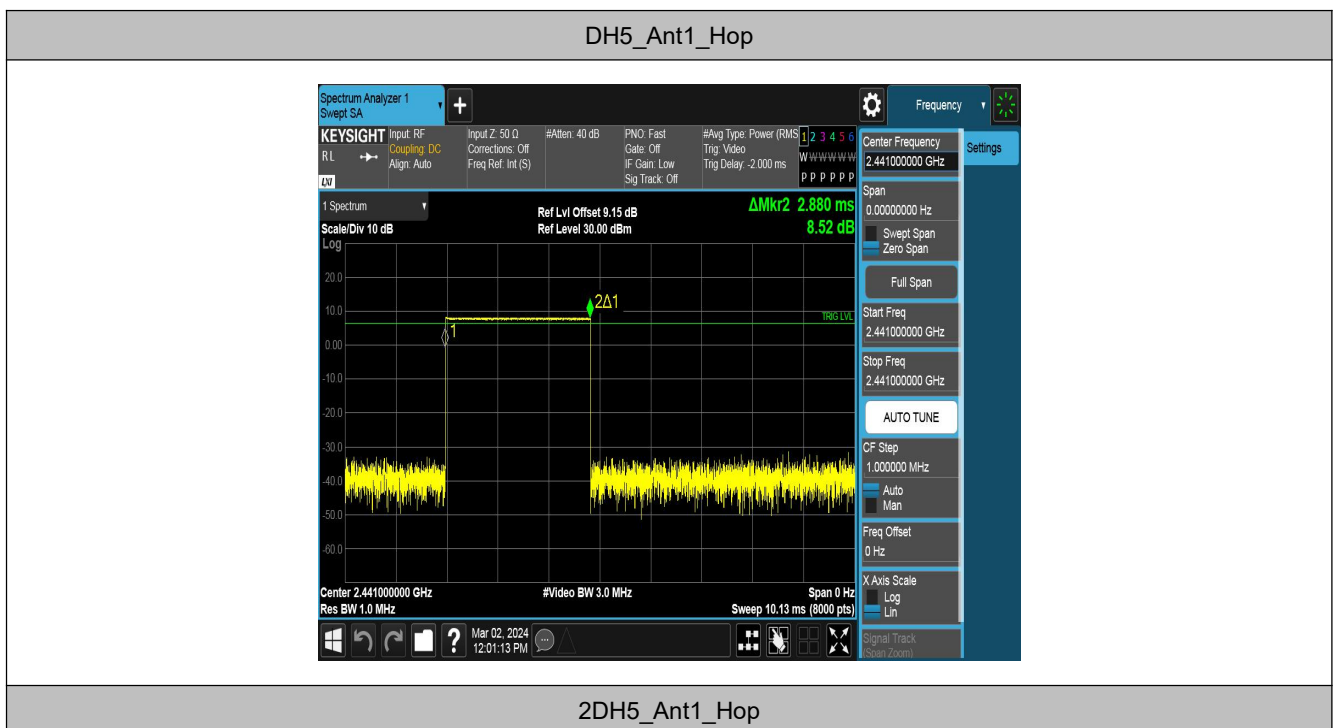 DH5_Ant1_Hop
Spectrum Analyzer 1
Swept SA
+
Frequency
KEYSIGHT
RL
LXI
Input: RF
Coupling: DC
Align: Auto
Input Z: 50 Ω
Corrections: Off
Freq Ref: Int (S)
#Atten: 40 dB
PNO: Fast
Gate: Off
IF Gain: Low
Sig Track: Off
#Avg Type: Power (RMS
Trig: Video
Trig Delay: -2.000 ms
1 2 3 4 5 6
W W W W W W
P P P P P P
1 Spectrum
Scale/Div 10 dB
Log
Ref Lvl Offset 9.15 dB
Ref Level 30.00 dBm
ΔMkr2 2.880 ms
8.52 dB
20.0
10.0
0.00
-10.0
-20.0
-30.0
-40.0
-50.0
-60.0
2Δ1
1
TRIG LVL
Center 2.441000000 GHz
Res BW 1.0 MHz
#Video BW 3.0 MHz
Span 0 Hz
Sweep 10.13 ms (8000 pts)
Center Frequency
2.441000000 GHz
Settings
Span
0.00000000 Hz
Swept Span
Zero Span
Full Span
Start Freq
2.441000000 GHz
Stop Freq
2.441000000 GHz
AUTO TUNE
CF Step
1.000000 MHz
Auto
Man
Freq Offset
0 Hz
X Axis Scale
Log
Lin
Signal Track
(Span Zoom)
?
Mar 02, 2024
12:01:13 PM
2DH5_Ant1_Hop